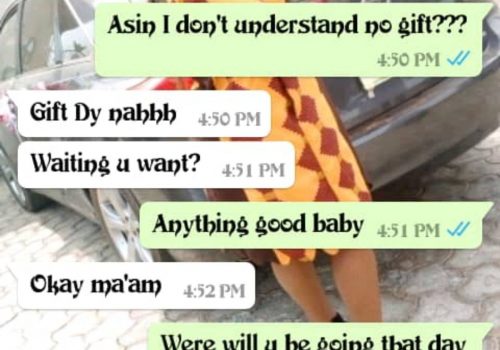 Asin I don't understand no gift???
4:50 PM
Gift Dy nahhh 4:50 PM
Waiting u want? 4:51 PM
Anything good baby 4:51 PM
Okay ma'am 4:52 PM
Were will u be going that day